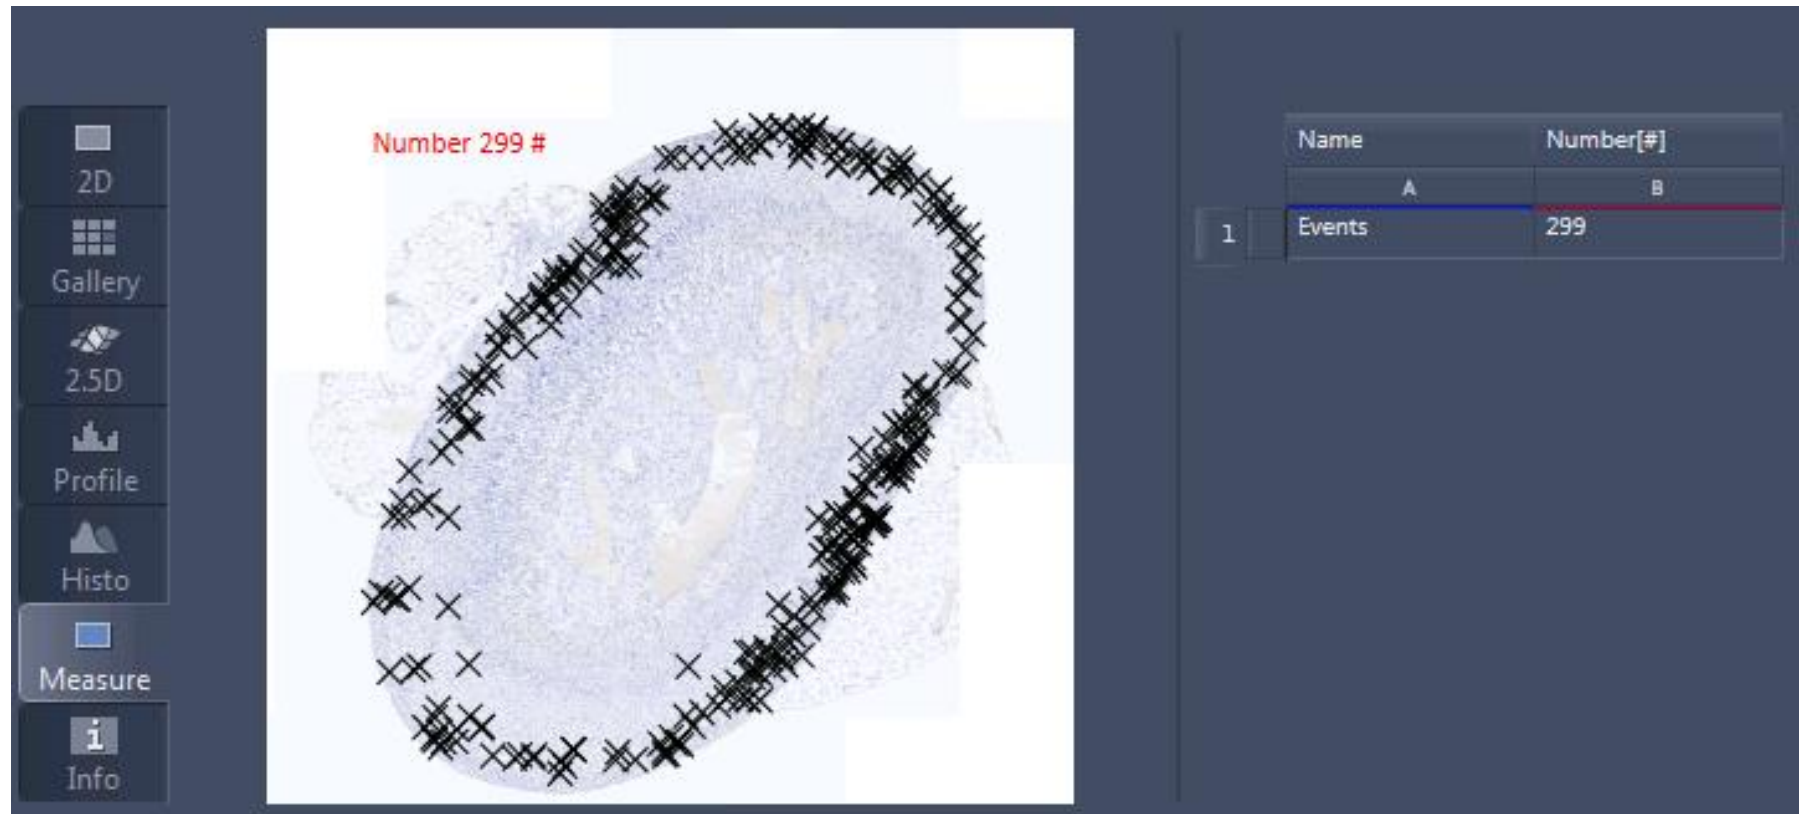 2D
Gallery
2.5D
Profile
Histo
Measure
i
Info
Number 299 #
Name Number[#]
A B
1 Events 299